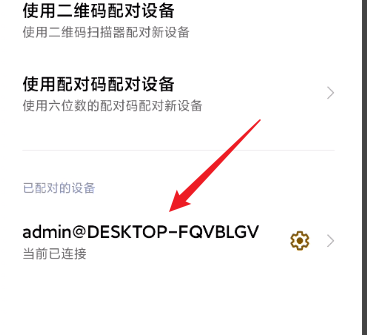 使用二维码配对设备
使用二维码扫描器配对新设备
使用配对码配对设备
使用六位数的配对码配对新设备
已配对的设备
admin@DESKTOP-FQVBLGV
当前已连接